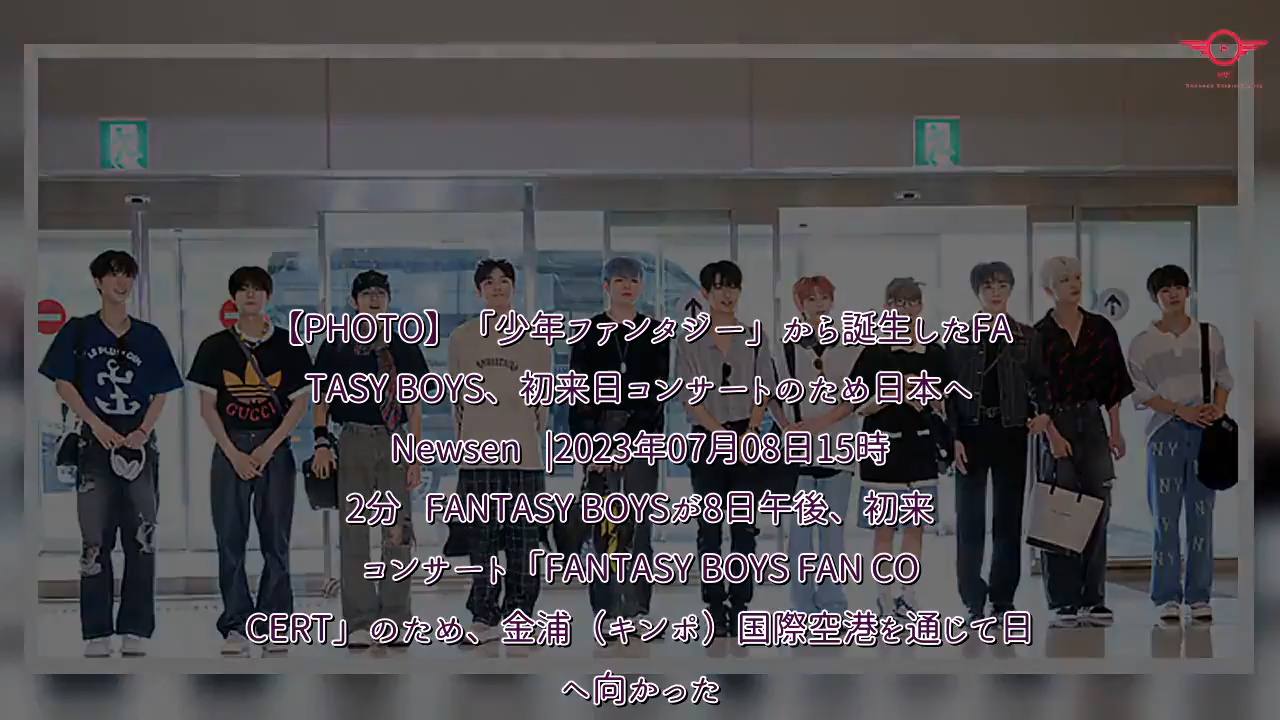 【PHOTO】「少年ファンタジー」から誕生したFA
TASY BOYS、初来日コンサートのため日本へ
Newsen |2023年07月08日15時
2分 FANTASY BOYSが8日午後、初来
コンサート「FANTASY BOYS FAN CO
CERT」のため、金浦（キンポ）国際空港を通じて日
へ向かった
GUCCI
NY
NY
NY